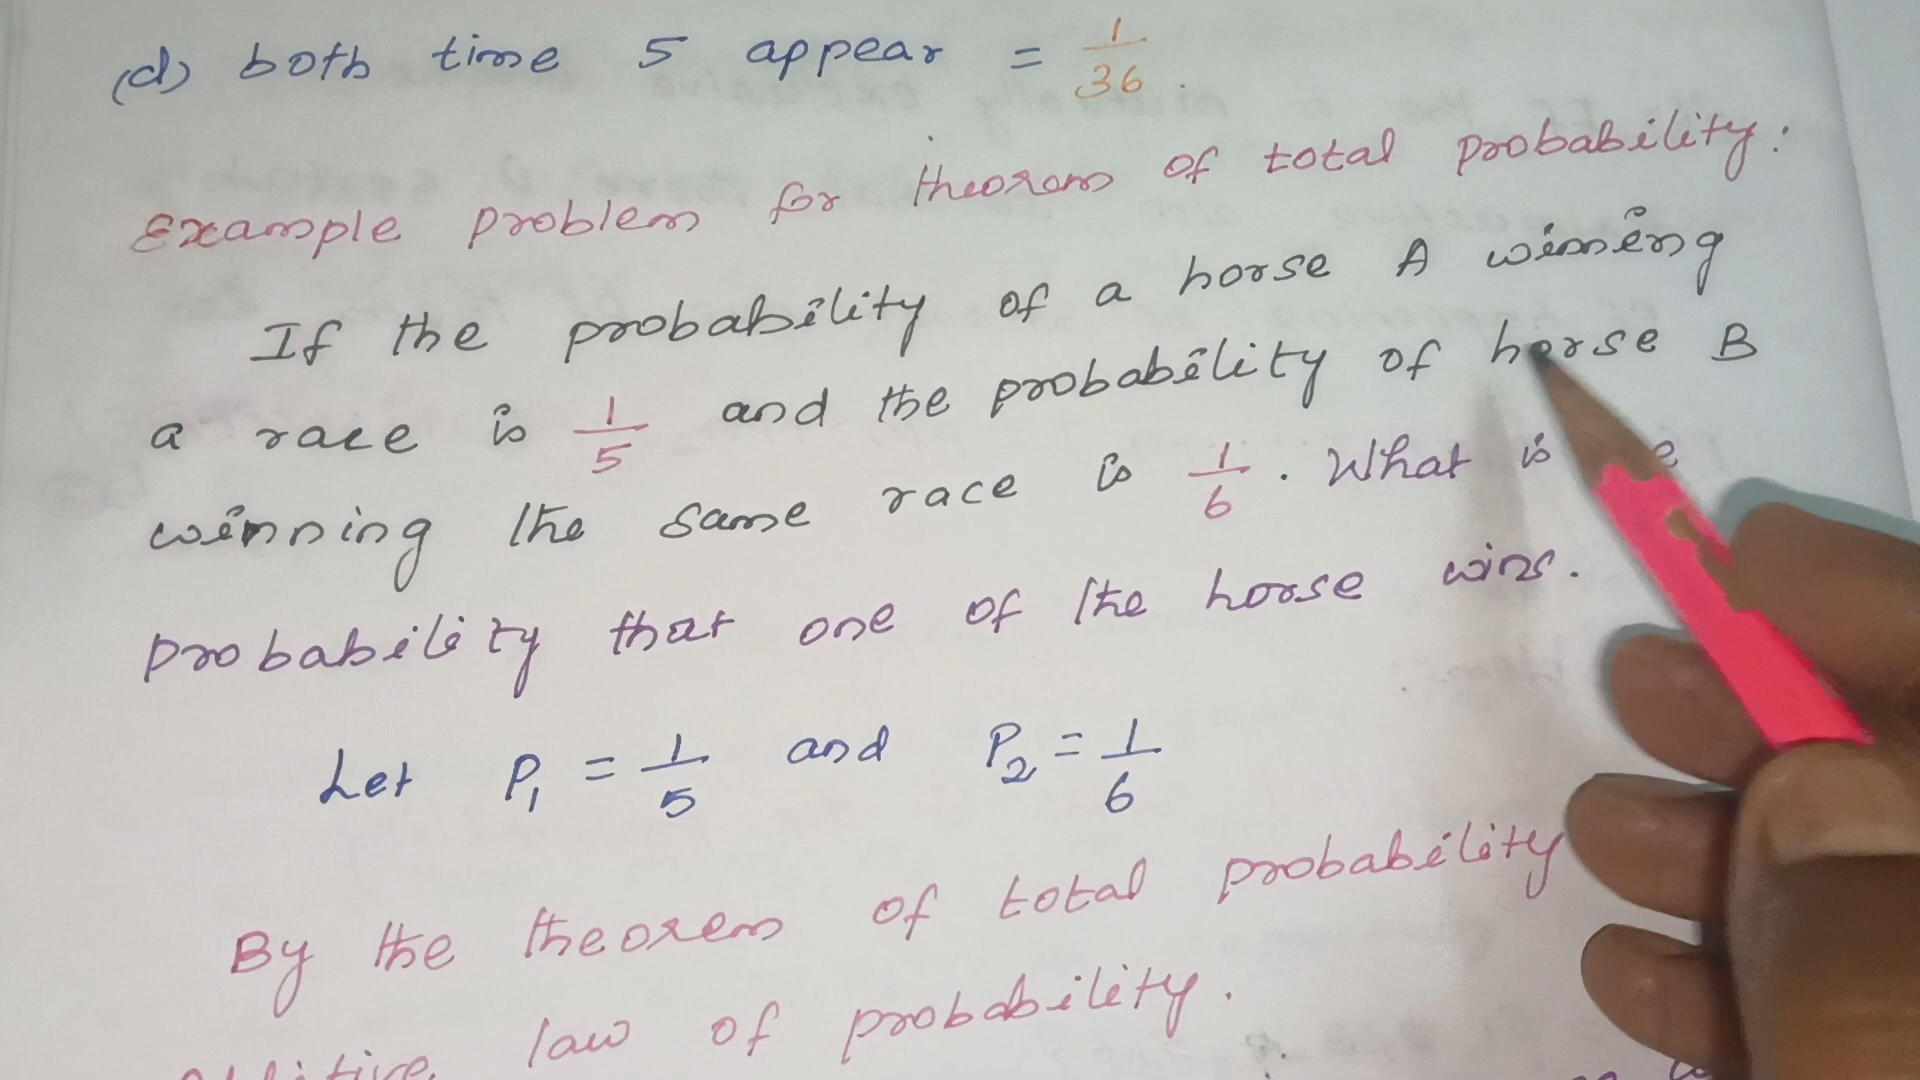 (d) both time 5 appear = 1/36.
Example problem for theorem of total probability:
If the probability of a horse A winning
a race is 1/5 and the probability of horse B
winning the same race is 1/6. What is
probability that one of the horse wins.
Let P₁ = 1/5 and P₂ = 1/6
By the theorem of total probability
law of probability.